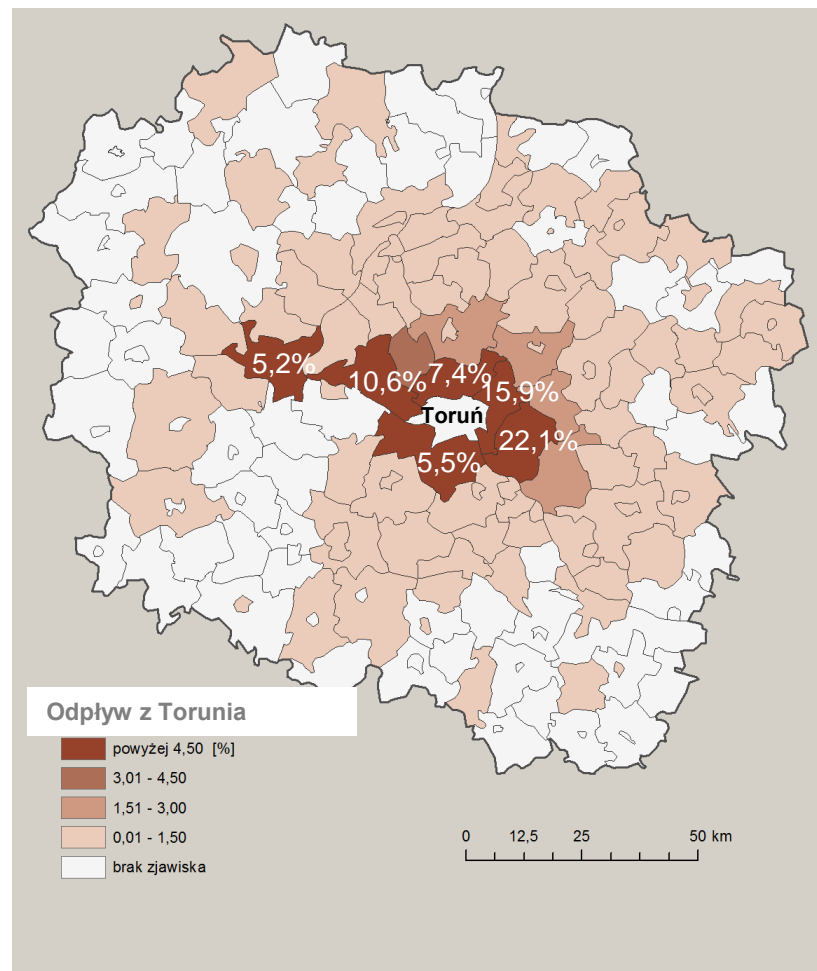 5,2%
10,6%
7,4%
15,9%
Toruń
22,1%
5,5%
Odpływ z Torunia
powyżej 4,50 [%]
3,01 - 4,50
1,51 - 3,00
0,01 - 1,50
brak zjawiska
0 12,5 25 50 km